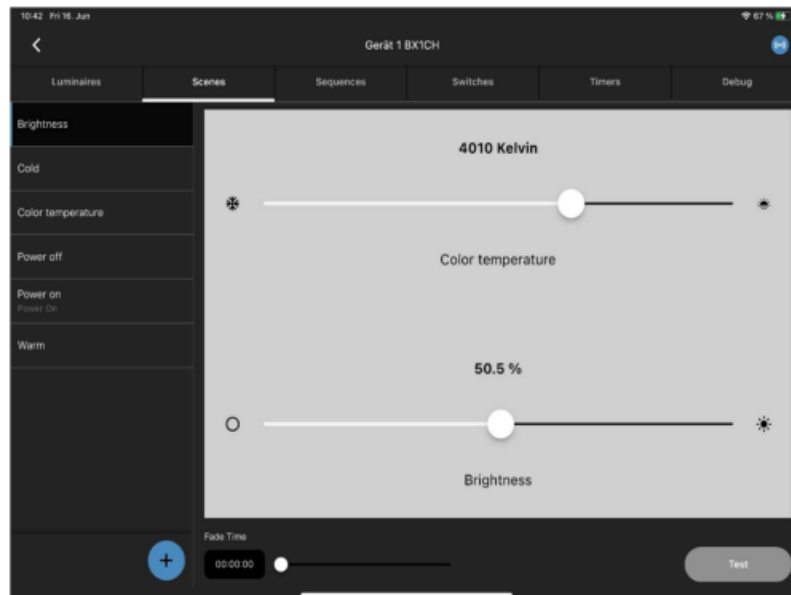 10:42 Fri 16. Jun
67 %
Gerät 1 BX1CH
Luminaires
Scenes
Sequences
Switches
Timers
Debug
Brightness
Cold
Color temperature
Power off
Power on
Power On
Warm
4010 Kelvin
Color temperature
50.5 %
Brightness
Fade Time
00:00:00
Test